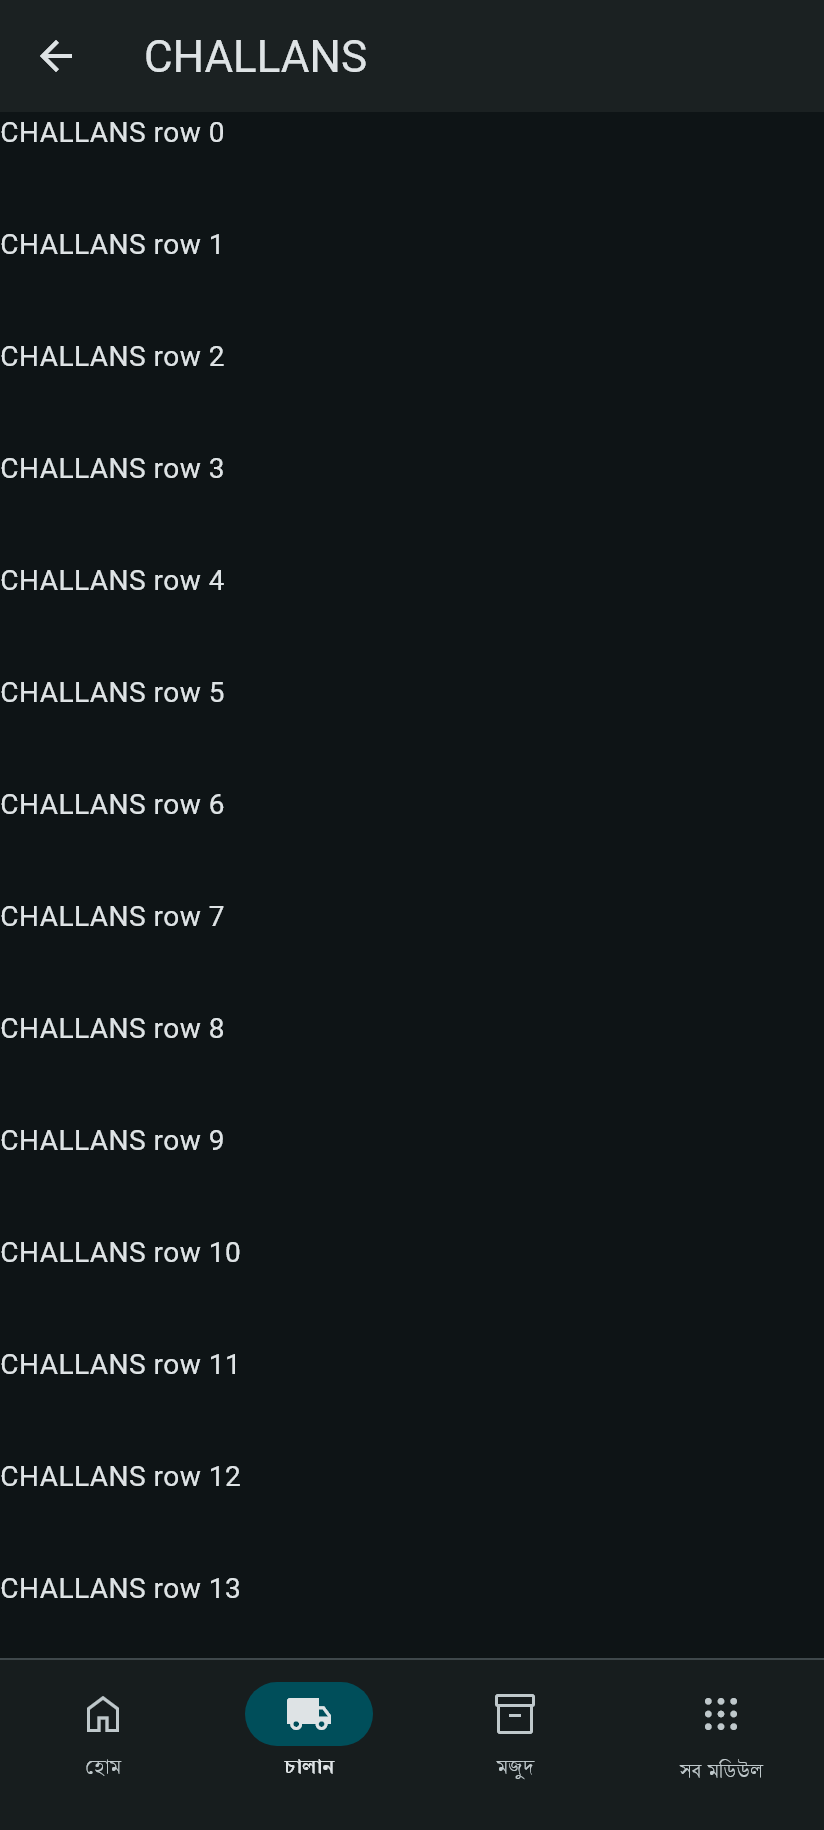 CHALLANS
CHALLANS row 0
CHALLANS row 1
CHALLANS row 2
CHALLANS row 3
CHALLANS row 4
CHALLANS row 5
CHALLANS row 6
CHALLANS row 7
CHALLANS row 8
CHALLANS row 9
CHALLANS row 10
CHALLANS row 11
CHALLANS row 12
CHALLANS row 13
হোম চালান মজুদ সব মডিউল